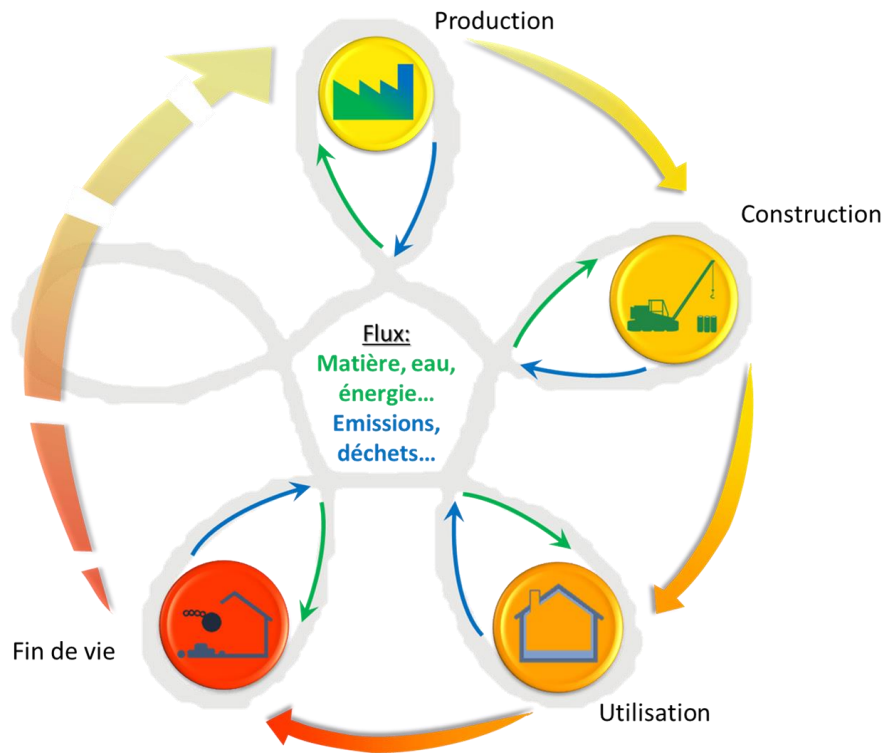 Production
Construction
Flux:
Matière, eau,
énergie…
Emissions,
déchets…
Fin de vie
Utilisation